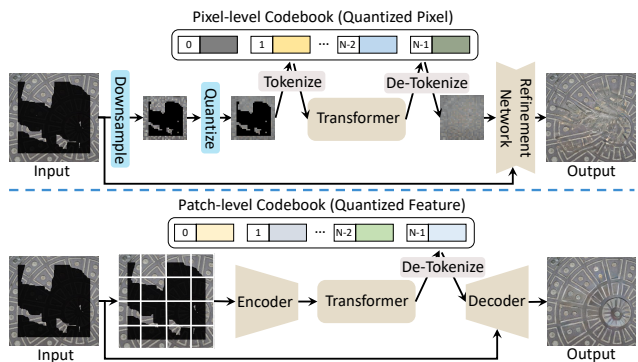 Pixel-level Codebook (Quantized Pixel)
0 1 ... N-2 N-1
Downsample
Quantize
Tokenize
De-Tokenize
Transformer
Refinement
Network
Input
Output
Patch-level Codebook (Quantized Feature)
0 1 ... N-2 N-1
De-Tokenize
Encoder
Transformer
Decoder
Input
Output